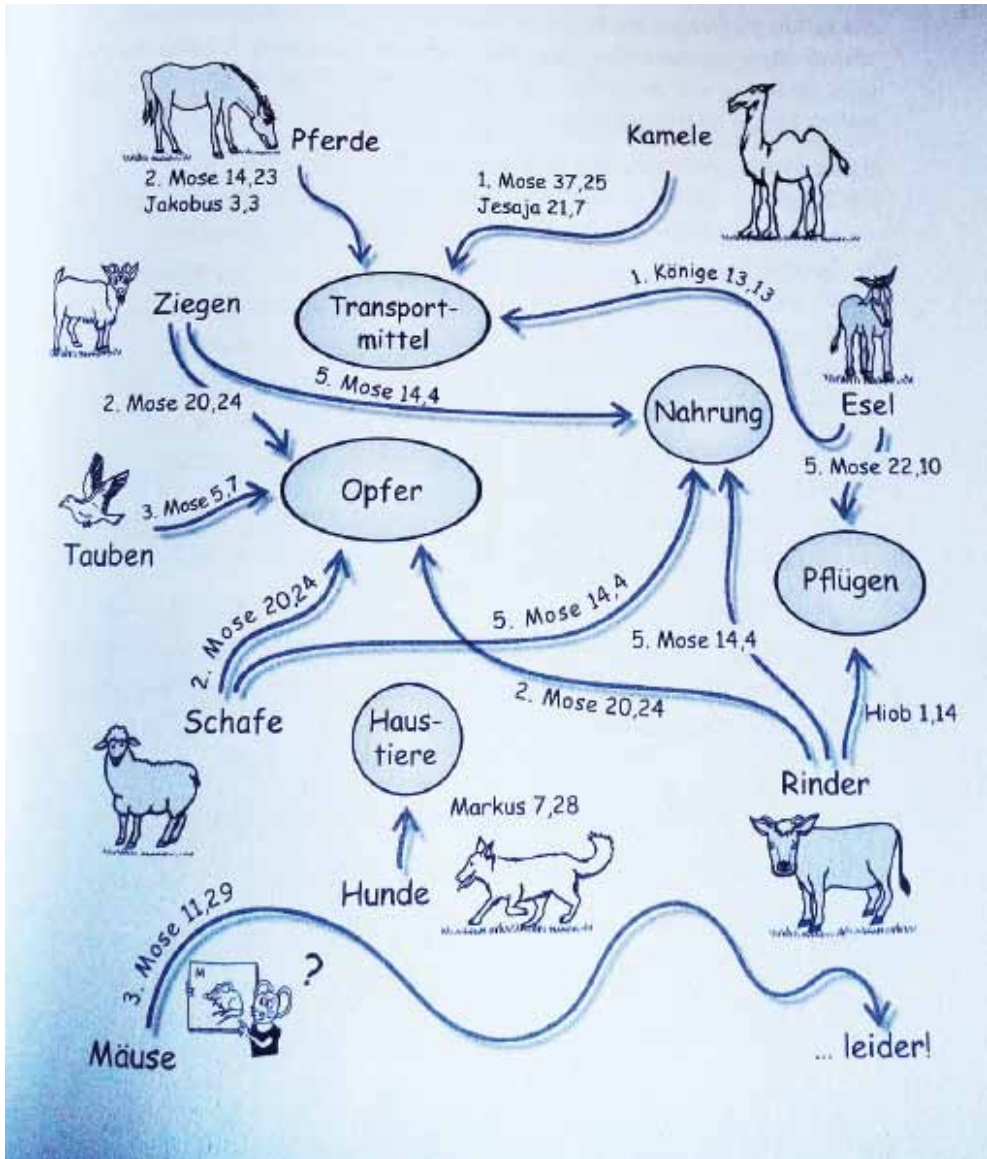 Pferde
2. Mose 14,23
Jakobus 3,3
Kamele
1. Mose 37,25
Jesaja 21,7
Ziegen
Transport-
mittel
1. Könige 13,13
5. Mose 14,4
2. Mose 20,24
Nahrung
Esel
5. Mose 22,10
Opfer
3. Mose 5,7
Tauben
Pflügen
2. Mose 20,24
5. Mose 14,4
5. Mose 14,4
2. Mose 20,24
Schafe
Haus-
tiere
Hiob 1,14
Rinder
Markus 7,28
Hunde
3. Mose 11,29
M
?
Mäuse
... leider!